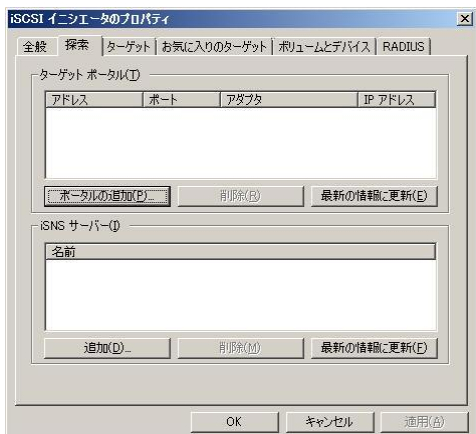 iSCSI イニシエータのプロパティ
全般 探索 ターゲット お気に入りのターゲット ボリュームとデバイス RADIUS
ターゲット ポータル(T)
アドレス ポート アダプタ IP アドレス
ポータルの追加(P)... 削除(R) 最新の情報に更新(E)
iSNS サーバー(I)
名前
追加(D)... 削除(M) 最新の情報に更新(F)
OK キャンセル 適用(A)